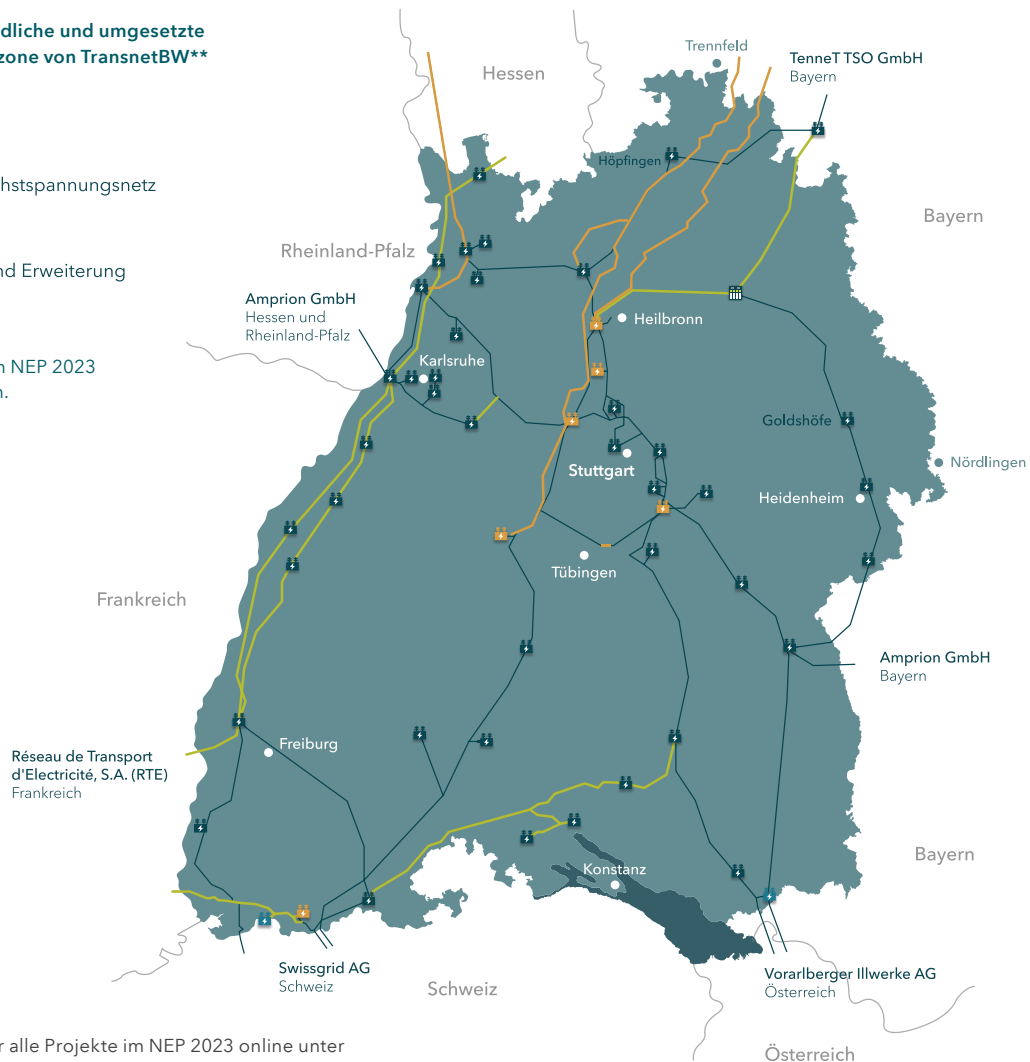 dliche und umgesetzte
zone von TransnetBW**
hstspannungsnetz
nd Erweiterung
n NEP 2023
n.
Trennfeld
TenneT TSO GmbH
Bayern
Hessen
Höpfingen
Bayern
Rheinland-Pfalz
Amprion GmbH
Hessen und
Rheinland-Pfalz
Heilbronn
Karlsruhe
Goldshöfe
Stuttgart
Nördlingen
Heidenheim
Tübingen
Frankreich
Amprion GmbH
Bayern
Réseau de Transport
d'Electricité, S.A. (RTE)
Frankreich
Freiburg
Konstanz
Bayern
Swissgrid AG
Schweiz
Schweiz
Vorarlberger Illwerke AG
Österreich
Österreich
r alle Projekte im NEP 2023 online unter